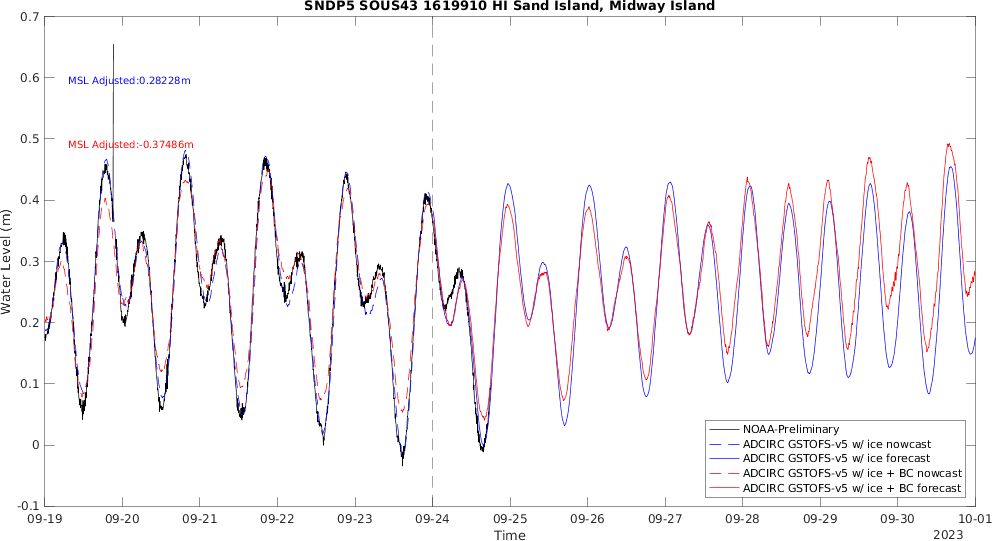 SNDP5 SOUS43 1619910 HI Sand Island, Midway Island
0.7
0.6
0.5
0.4
0.3
0.2
0.1
0
-0.1
Water Level (m)
MSL Adjusted:0.28228m
MSL Adjusted:-0.37486m
NOAA-Preliminary
ADCIRC GSTOFS-v5 w/ ice nowcast
ADCIRC GSTOFS-v5 w/ ice forecast
ADCIRC GSTOFS-v5 w/ ice + BC nowcast
ADCIRC GSTOFS-v5 w/ ice + BC forecast
09-19 09-20 09-21 09-22 09-23 09-24 09-25 09-26 09-27 09-28 09-29 09-30 10-01
Time
2023